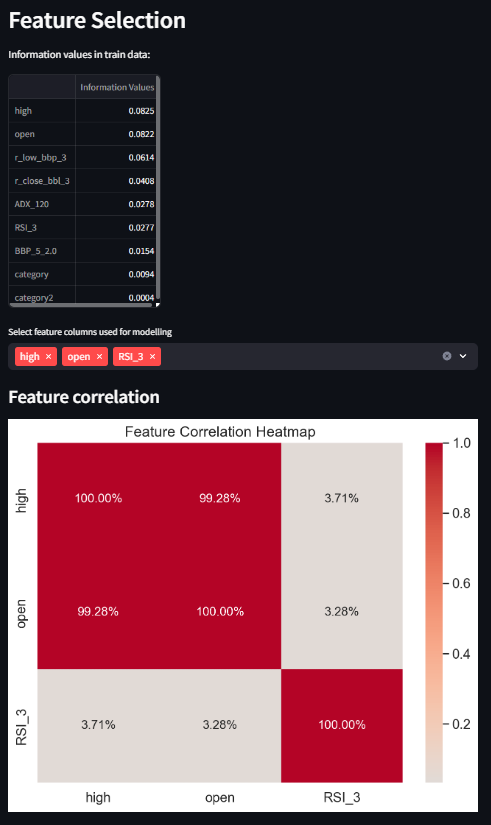 Feature Selection
Information values in train data:
Information Values
high 0.0825
open 0.0822
r_low_bbp_3 0.0614
r_close_bbl_3 0.0408
ADX_120 0.0278
RSI_3 0.0277
BBP_5_2.0 0.0154
category 0.0094
category2 0.0004
Select feature columns used for modelling
high × open × RSI_3 ×
Feature correlation
Feature Correlation Heatmap
high 100.00% 99.28% 3.71%
open 99.28% 100.00% 3.28%
RSI_3 3.71% 3.28% 100.00%
high open RSI_3
1.0
0.8
0.6
0.4
0.2